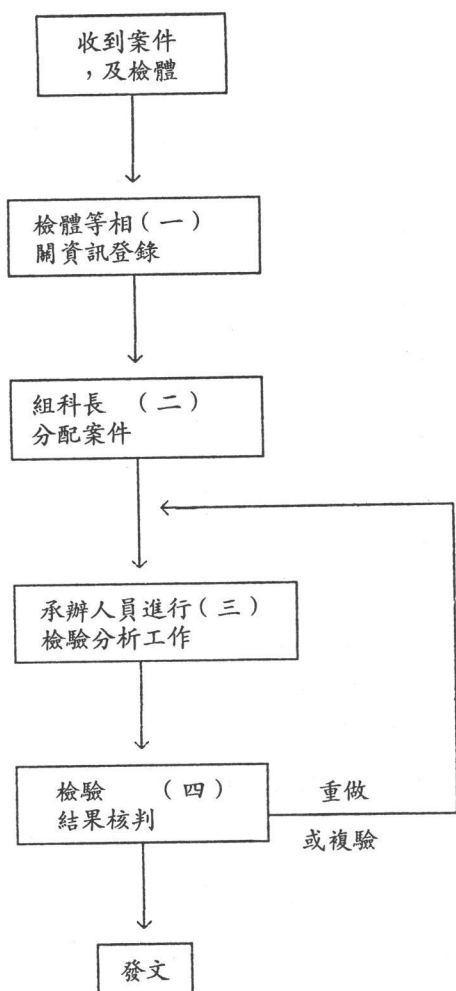 收到案件
，及檢體
檢體等相（一）
關資訊登錄
組科長（二）
分配案件
承辦人員進行（三）
檢驗分析工作
檢驗（四）
結果核判
重做
或複驗
發文